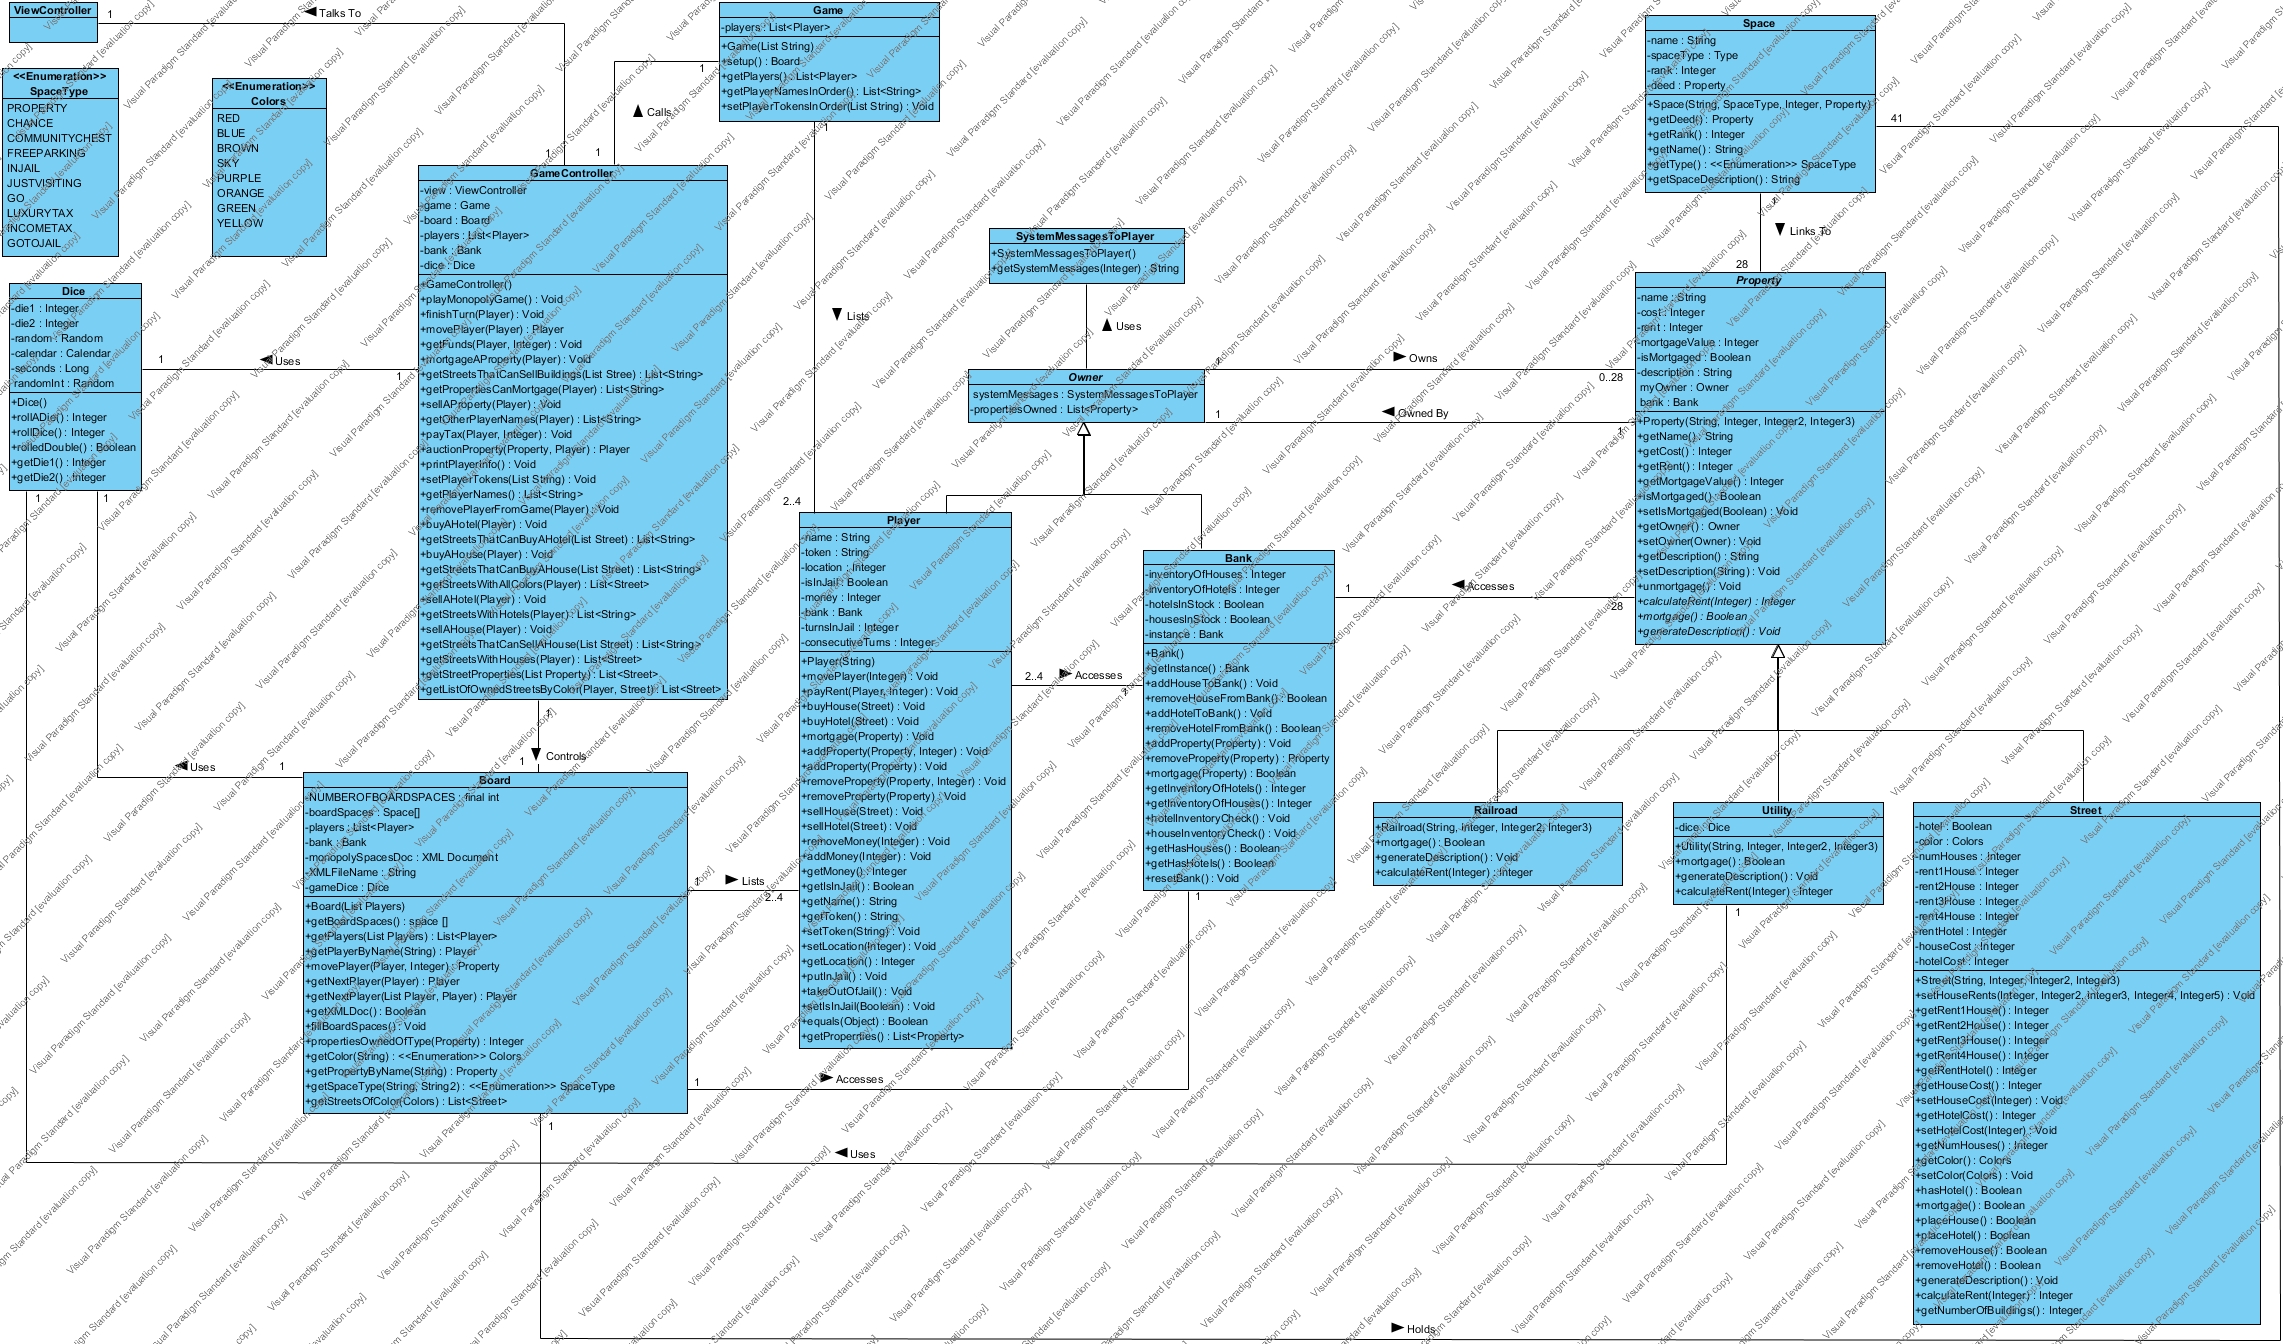 ViewController
1
Talks To
<<Enumeration>>
SpaceType
PROPERTY
CHANCE
COMMUNITYCHEST
FREEPARKING
INJAIL
JUSTVISITING
GO
LUXURYTAX
INCOMETAX
GOTOJAIL
<<Enumeration>>
Colors
RED
BLUE
BROWN
SKY
PURPLE
ORANGE
GREEN
YELLOW
Game
-players : List<Player>
+Game(List String)
+setup() : Board
+getPlayers() : List<Player>
+getPlayerNamesInOrder() : List<String>
+setPlayerTokensInOrder(List String) : Void
1
Calls
1
1
1
GameController
-view : ViewController
-game : Game
-board : Board
-players : List<Player>
-bank : Bank
-dice : Dice
+GameController()
+playMonopolyGame() : Void
+finishTurn(Player) : Void
+movePlayer(Player) : Player
+getFunds(Player, Integer) : Void
+mortgageAProperty(Player) : Void
+getStreetsThatCanSellBuildings(List Stree) : List<String>
+getPropertiesCanMortgage(Player) : List<String>
+sellAProperty(Player) : Void
+getOtherPlayerNames(Player) : List<String>
+payTax(Player, Integer) : Void
+auctionProperty(Property, Player) : Player
+printPlayerInfo() : Void
+setPlayerTokens(List String) : Void
+getPlayerNames() : List<String>
+removePlayerFromGame(Player) : Void
+buyAHotel(Player) : Void
+getStreetsThatCanBuyAHotel(List Street) : List<String>
+buyAHouse(Player) : Void
+getStreetsThatCanBuyAHouse(List Street) : List<String>
+getStreetsWithAllColors(Player) : List<Street>
+sellAHotel(Player) : Void
+getStreetsWithHotels(Player) : List<String>
+sellAHouse(Player) : Void
+getStreetsThatCanSellAHouse(List Street) : List<String>
+getStreetsWithHouses(Player) : List<Street>
+getStreetProperties(List Property) : List<Street>
+getListOfOwnedStreetsByColor(Player, Street) : List<Street>
Dice
-die1 : Integer
-die2 : Integer
-random : Random
-calendar : Calendar
-seconds : Long
randomInt : Random
+Dice()
+rollADie() : Integer
+rollDice() : Integer
+rolledDouble() : Boolean
+getDie1() : Integer
+getDie2() : Integer
1
Uses
1
1
1
Uses
1
1
Controls
1
Board
-NUMBEROFBOARDSPACES : final int
-boardSpaces : Space[]
-players : List<Player>
-bank : Bank
-monopolySpacesDoc : XML Document
-XMLFileName : String
-gameDice : Dice
+Board(List Players)
+getBoardSpaces() : space []
+getPlayers(List Players) : List<Player>
+getPlayerByName(String) : Player
+movePlayer(Player, Integer) : Property
+getNextPlayer(Player) : Player
+getNextPlayer(List Player, Player) : Player
+getXMLDoc() : Boolean
+fillBoardSpaces() : Void
+propertiesOwnedOfType(Property) : Integer
+getColor(String) : <<Enumeration>> Colors
+getPropertyByName(String) : Property
+getSpaceType(String, String2) : <<Enumeration>> SpaceType
+getStreetsOfColor(Colors) : List<Street>
1
Lists
2..4
1
Accesses
1
1
Lists
2..4
SystemMessagesToPlayer
+SystemMessagesToPlayer()
+getSystemMessages(Integer) : String
Uses
Owner
systemMessages : SystemMessagesToPlayer
-propertiesOwned : List<Property>
1
Owns
0..28
1
Owned By
1
Player
-name : String
-token : String
-location : Integer
-isInJail : Boolean
-money : Integer
-bank : Bank
-turnsInJail : Integer
-consecutiveTurns : Integer
+Player(String)
+movePlayer(Integer) : Void
+payRent(Player, Integer) : Void
+buyHouse(Street) : Void
+buyHotel(Street) : Void
+mortgage(Property) : Void
+addProperty(Property, Integer) : Void
+addProperty(Property) : Void
+removeProperty(Property, Integer) : Void
+removeProperty(Property) : Void
+sellHouse(Street) : Void
+sellHotel(Street) : Void
+removeMoney(Integer) : Void
+addMoney(Integer) : Void
+getMoney() : Integer
+getIsInJail() : Boolean
+getName() : String
+getToken() : String
+setToken(String) : Void
+setLocation(Integer) : Void
+getLocation() : Integer
+putInJail() : Void
+takeOutOfJail() : Void
+setIsInJail(Boolean) : Void
+equals(Object) : Boolean
+getProperties() : List<Property>
2..4
Accesses
Bank
-inventoryOfHouses : Integer
-inventoryOfHotels : Integer
-hotelsInStock : Boolean
-housesInStock : Boolean
-instance : Bank
+Bank()
+getInstance() : Bank
+addHouseToBank() : Void
+removeHouseFromBank() : Boolean
+addHotelToBank() : Void
+removeHotelFromBank() : Boolean
+addProperty(Property) : Void
+removeProperty(Property) : Property
+mortgage(Property) : Boolean
+getInventoryOfHotels() : Integer
+getInventoryOfHouses() : Integer
+hotelInventoryCheck() : Void
+houseInventoryCheck() : Void
+getHasHouses() : Boolean
+getHasHotels() : Boolean
+resetBank() : Void
1
1
Accesses
28
Space
-name : String
-spaceType : Type
-rank : Integer
-deed : Property
+Space(String, SpaceType, Integer, Property)
+getDeed() : Property
+getRank() : Integer
+getName() : String
+getType() : <<Enumeration>> SpaceType
+getSpaceDescription() : String
41
Links To
28
Property
-name : String
-cost : Integer
-rent : Integer
-mortgageValue : Integer
-isMortgaged : Boolean
-description : String
myOwner : Owner
bank : Bank
+Property(String, Integer, Integer2, Integer3)
+getName() : String
+getCost() : Integer
+getRent() : Integer
+getMortgageValue() : Integer
+isMortgaged() : Boolean
+setIsMortgaged(Boolean) : Void
+getOwner() : Owner
+setOwner(Owner) : Void
+getDescription() : String
+setDescription(String) : Void
+unmortgage() : Void
+calculateRent(Integer) : Integer
+mortgage() : Boolean
+generateDescription() : Void
Railroad
+Railroad(String, Integer, Integer2, Integer3)
+mortgage() : Boolean
+generateDescription() : Void
+calculateRent(Integer) : Integer
Utility
-dice : Dice
+Utility(String, Integer, Integer2, Integer3)
+mortgage() : Boolean
+generateDescription() : Void
+calculateRent(Integer) : Integer
1
Uses
Street
-hotel : Boolean
-color : Colors
-numHouses : Integer
-rent1House : Integer
-rent2House : Integer
-rent3House : Integer
-rent4House : Integer
-rentHotel : Integer
-houseCost : Integer
-hotelCost : Integer
+Street(String, Integer, Integer2, Integer3)
+setHouseRents(Integer, Integer2, Integer3, Integer4, Integer5) : Void
+getRent1House() : Integer
+getRent2House() : Integer
+getRent3House() : Integer
+getRent4House() : Integer
+getRentHotel() : Integer
+getHouseCost() : Integer
+setHouseCost(Integer) : Void
+getHotelCost() : Integer
+setHotelCost(Integer) : Void
+getNumHouses() : Integer
+getColor() : Colors
+setColor(Colors) : Void
+hasHotel() : Boolean
+mortgage() : Boolean
+placeHouse() : Boolean
+placeHotel() : Boolean
+removeHouse() : Boolean
+removeHotel() : Boolean
+generateDescription() : Void
+calculateRent(Integer) : Integer
+getNumberOfBuildings() : Integer
Holds
Visual Paradigm Standard [evaluation copy]